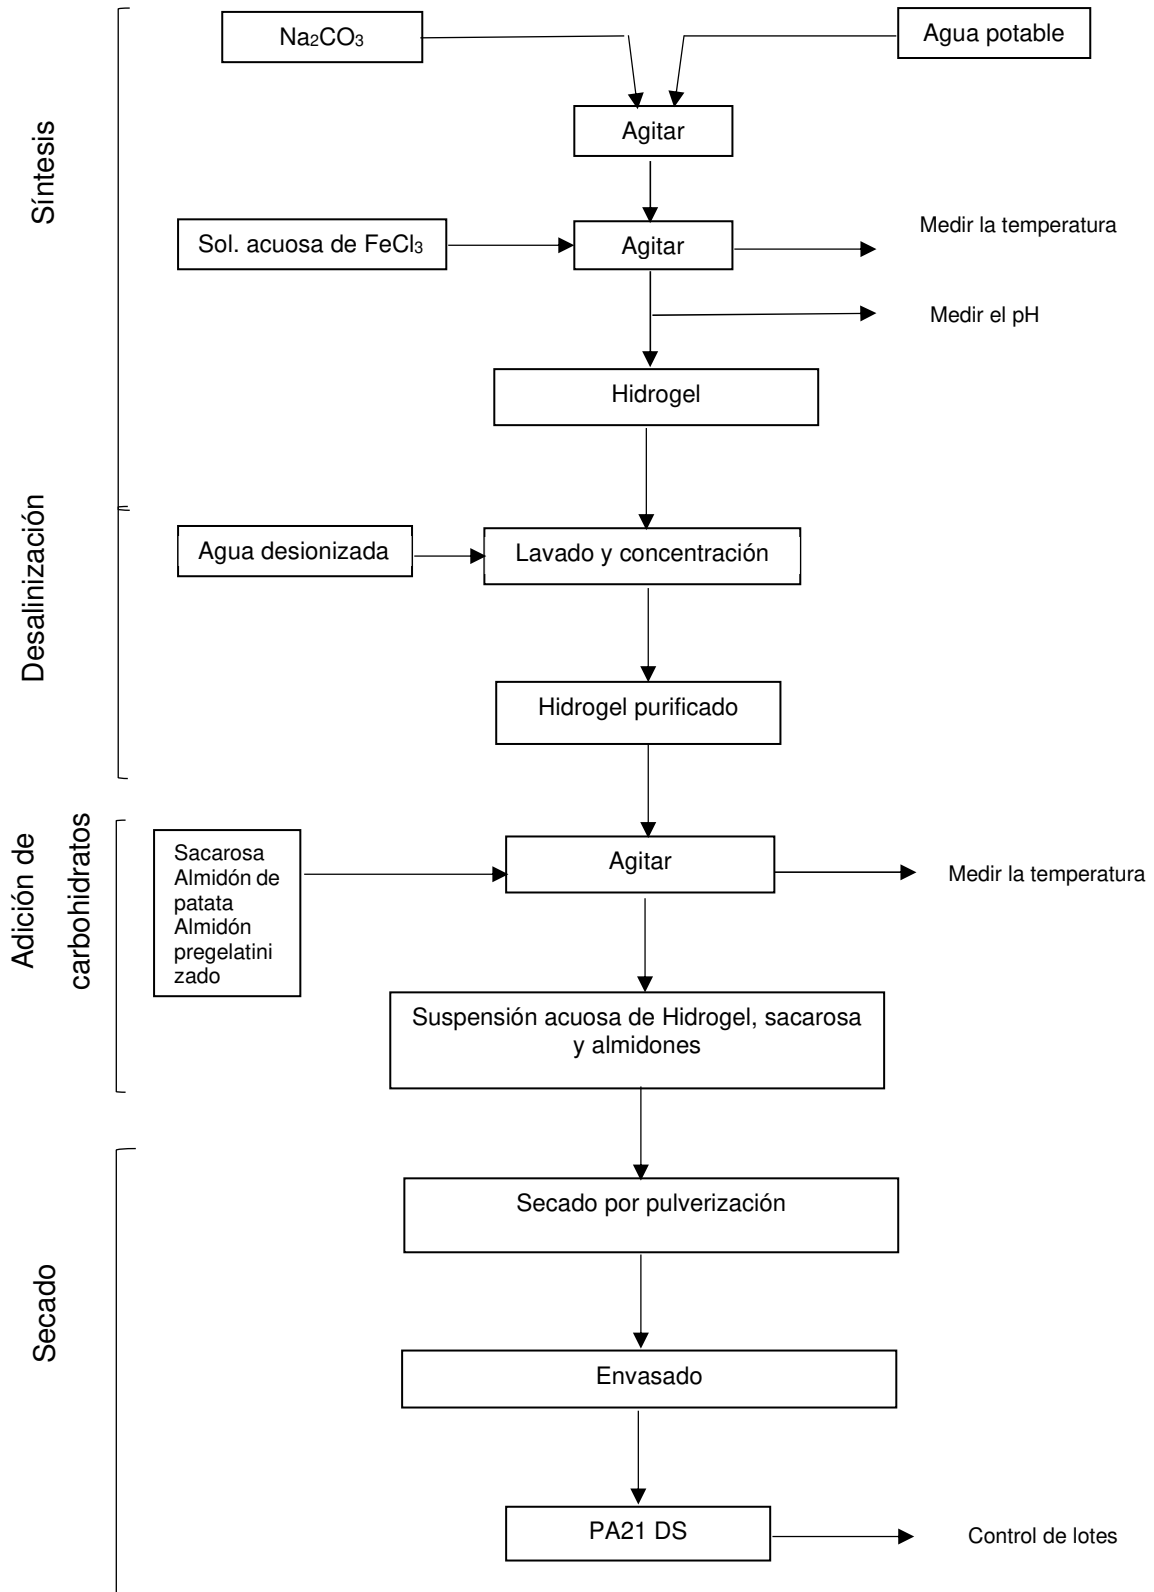 Na₂CO₃
Agua potable
Agitar
Síntesis
Sol. acuosa de FeCl₃
Agitar
Medir la temperatura
Medir el pH
Hidrogel
Desalinización
Agua desionizada
Lavado y concentración
Hidrogel purificado
Adición de
carbohidratos
Sacarosa
Almidón de
patata
Almidón
pregelatini
zado
Agitar
Medir la temperatura
Suspensión acuosa de Hidrogel, sacarosa
y almidones
Secado
Secado por pulverización
Envasado
PA21 DS
Control de lotes